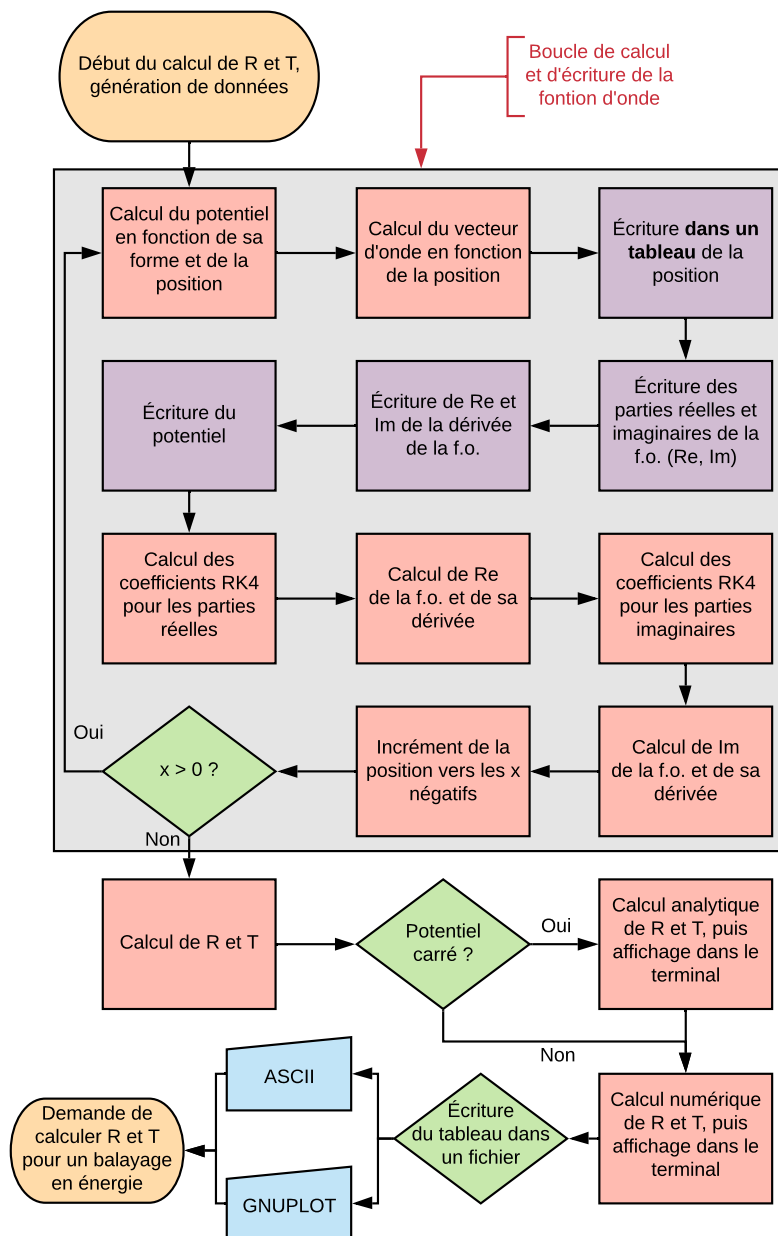 Début du calcul de R et T,
génération de données
Boucle de calcul
et d'écriture de la
fontion d'onde
Calcul du potentiel
en fonction de sa
forme et de la
position
Calcul du vecteur
d'onde en fonction
de la position
Écriture dans un
tableau de la
position
Écriture des
parties réelles et
imaginaires de la
f.o. (Re, Im)
Écriture de Re et
Im de la dérivée
de la f.o.
Écriture du
potentiel
Calcul des
coefficients RK4
pour les parties
réelles
Calcul de Re
de la f.o. et de sa
dérivée
Calcul des
coefficients RK4
pour les parties
imaginaires
Calcul de Im
de la f.o. et de sa
dérivée
Incrément de la
position vers les x
négatifs
x > 0 ?
Oui
Non
Calcul de R et T
Potentiel
carré ?
Oui
Calcul analytique
de R et T, puis
affichage dans le
terminal
Non
Calcul numérique
de R et T, puis
affichage dans le
terminal
Écriture
du tableau dans
un fichier
ASCII
GNUPLOT
Demande de
calculer R et T
pour un balayage
en énergie